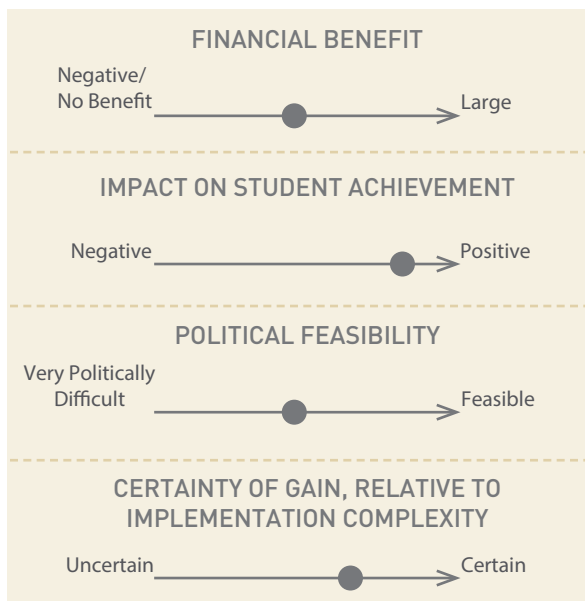 FINANCIAL BENEFIT
Negative/
No Benefit
Large
IMPACT ON STUDENT ACHIEVEMENT
Negative
Positive
POLITICAL FEASIBILITY
Very Politically
Difficult
Feasible
CERTAINTY OF GAIN, RELATIVE TO
IMPLEMENTATION COMPLEXITY
Uncertain
Certain